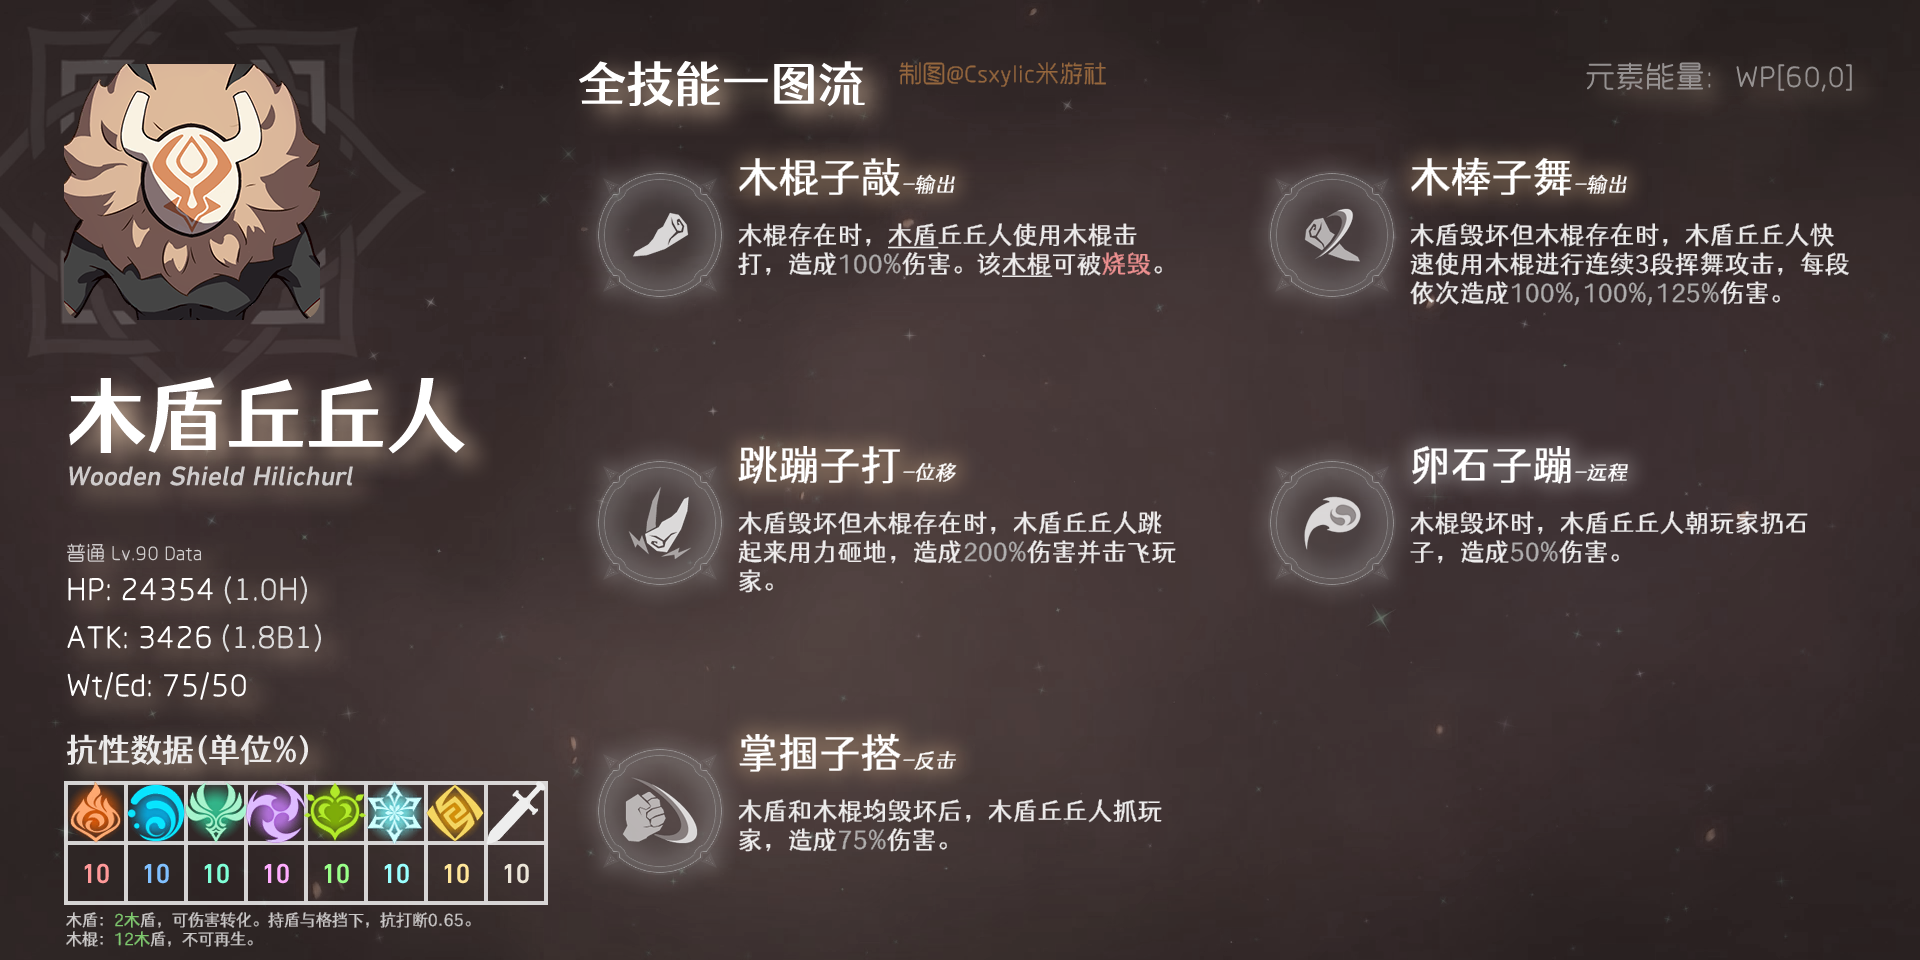 全技能一图流
制图@Csxylic米游社
元素能量: WP[60,0]
木盾丘丘人
Wooden Shield Hilichurl
普通 Lv.90 Data
HP: 24354 (1.0H)
ATK: 3426 (1.8B1)
Wt/Ed: 75/50
抗性数据(单位%)
10 10 10 10 10 10 10 10
木盾：2木盾，可伤害转化。持盾与格挡下，抗打断0.65。
木棍：12木盾，不可再生。
木棍子敲-输出
木棍存在时，木盾丘丘人使用木棍击
打，造成100%伤害。该木棍可被烧毁。
木棒子舞-输出
木盾毁坏但木棍存在时，木盾丘丘人快
速使用木棍进行连续3段挥舞攻击，每段
依次造成100%,100%,125%伤害。
跳蹦子打-位移
木盾毁坏但木棍存在时，木盾丘丘人跳
起来用力砸地，造成200%伤害并击飞玩
家。
卵石子蹦-远程
木棍毁坏时，木盾丘丘人朝玩家扔石
子，造成50%伤害。
掌掴子搭-反击
木盾和木棍均毁坏后，木盾丘丘人抓玩
家，造成75%伤害。